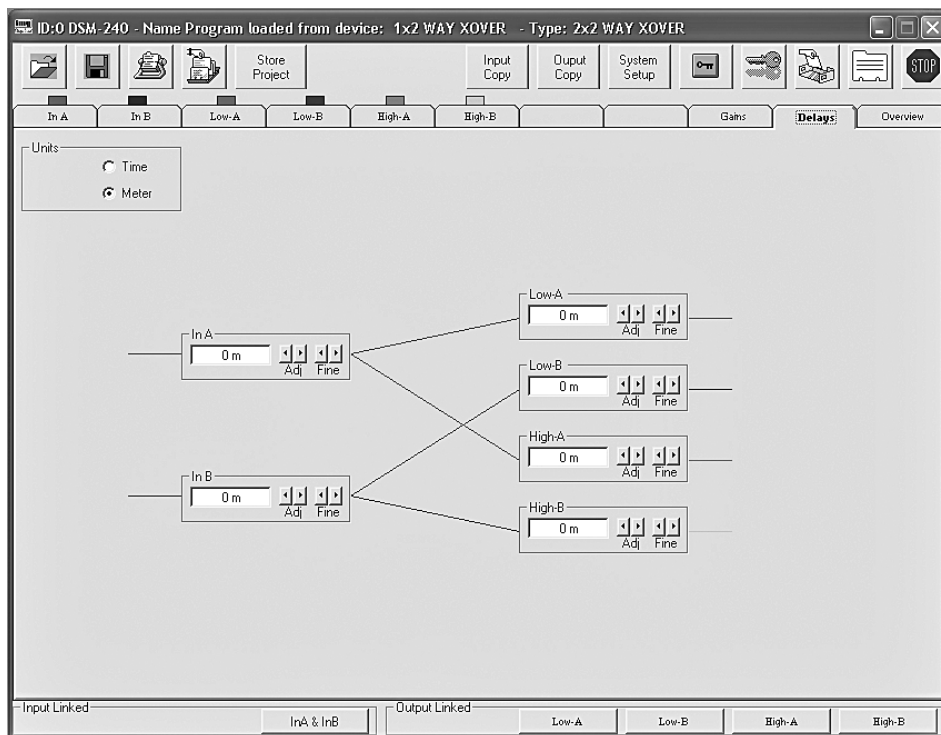 ID:0 DSM-240 - Name Program loaded from device: 1x2 WAY XOVER - Type: 2x2 WAY XOVER
Store Project
Input Copy
Ouput Copy
System Setup
STOP
In A
In B
Low-A
Low-B
High-A
High-B
Gains
Delays
Overview
Units
Time
Meter
Low-A
0 m
Adj Fine
In A
0 m
Adj Fine
Low-B
0 m
Adj Fine
High-A
0 m
Adj Fine
In B
0 m
Adj Fine
High-B
0 m
Adj Fine
Input Linked
InA & InB
Output Linked
Low-A
Low-B
High-A
High-B